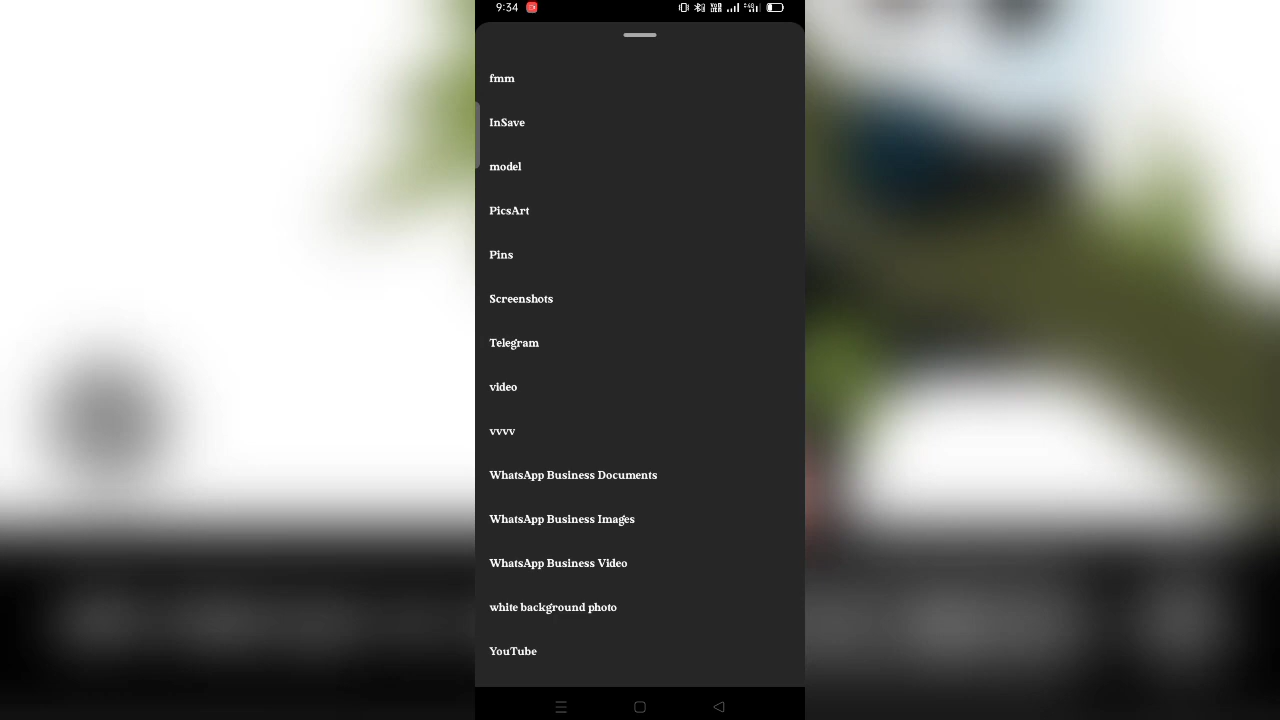 9:34
fmm
InSave
model
PicsArt
Pins
Screenshots
Telegram
video
vvvv
WhatsApp Business Documents
WhatsApp Business Images
WhatsApp Business Video
white background photo
YouTube